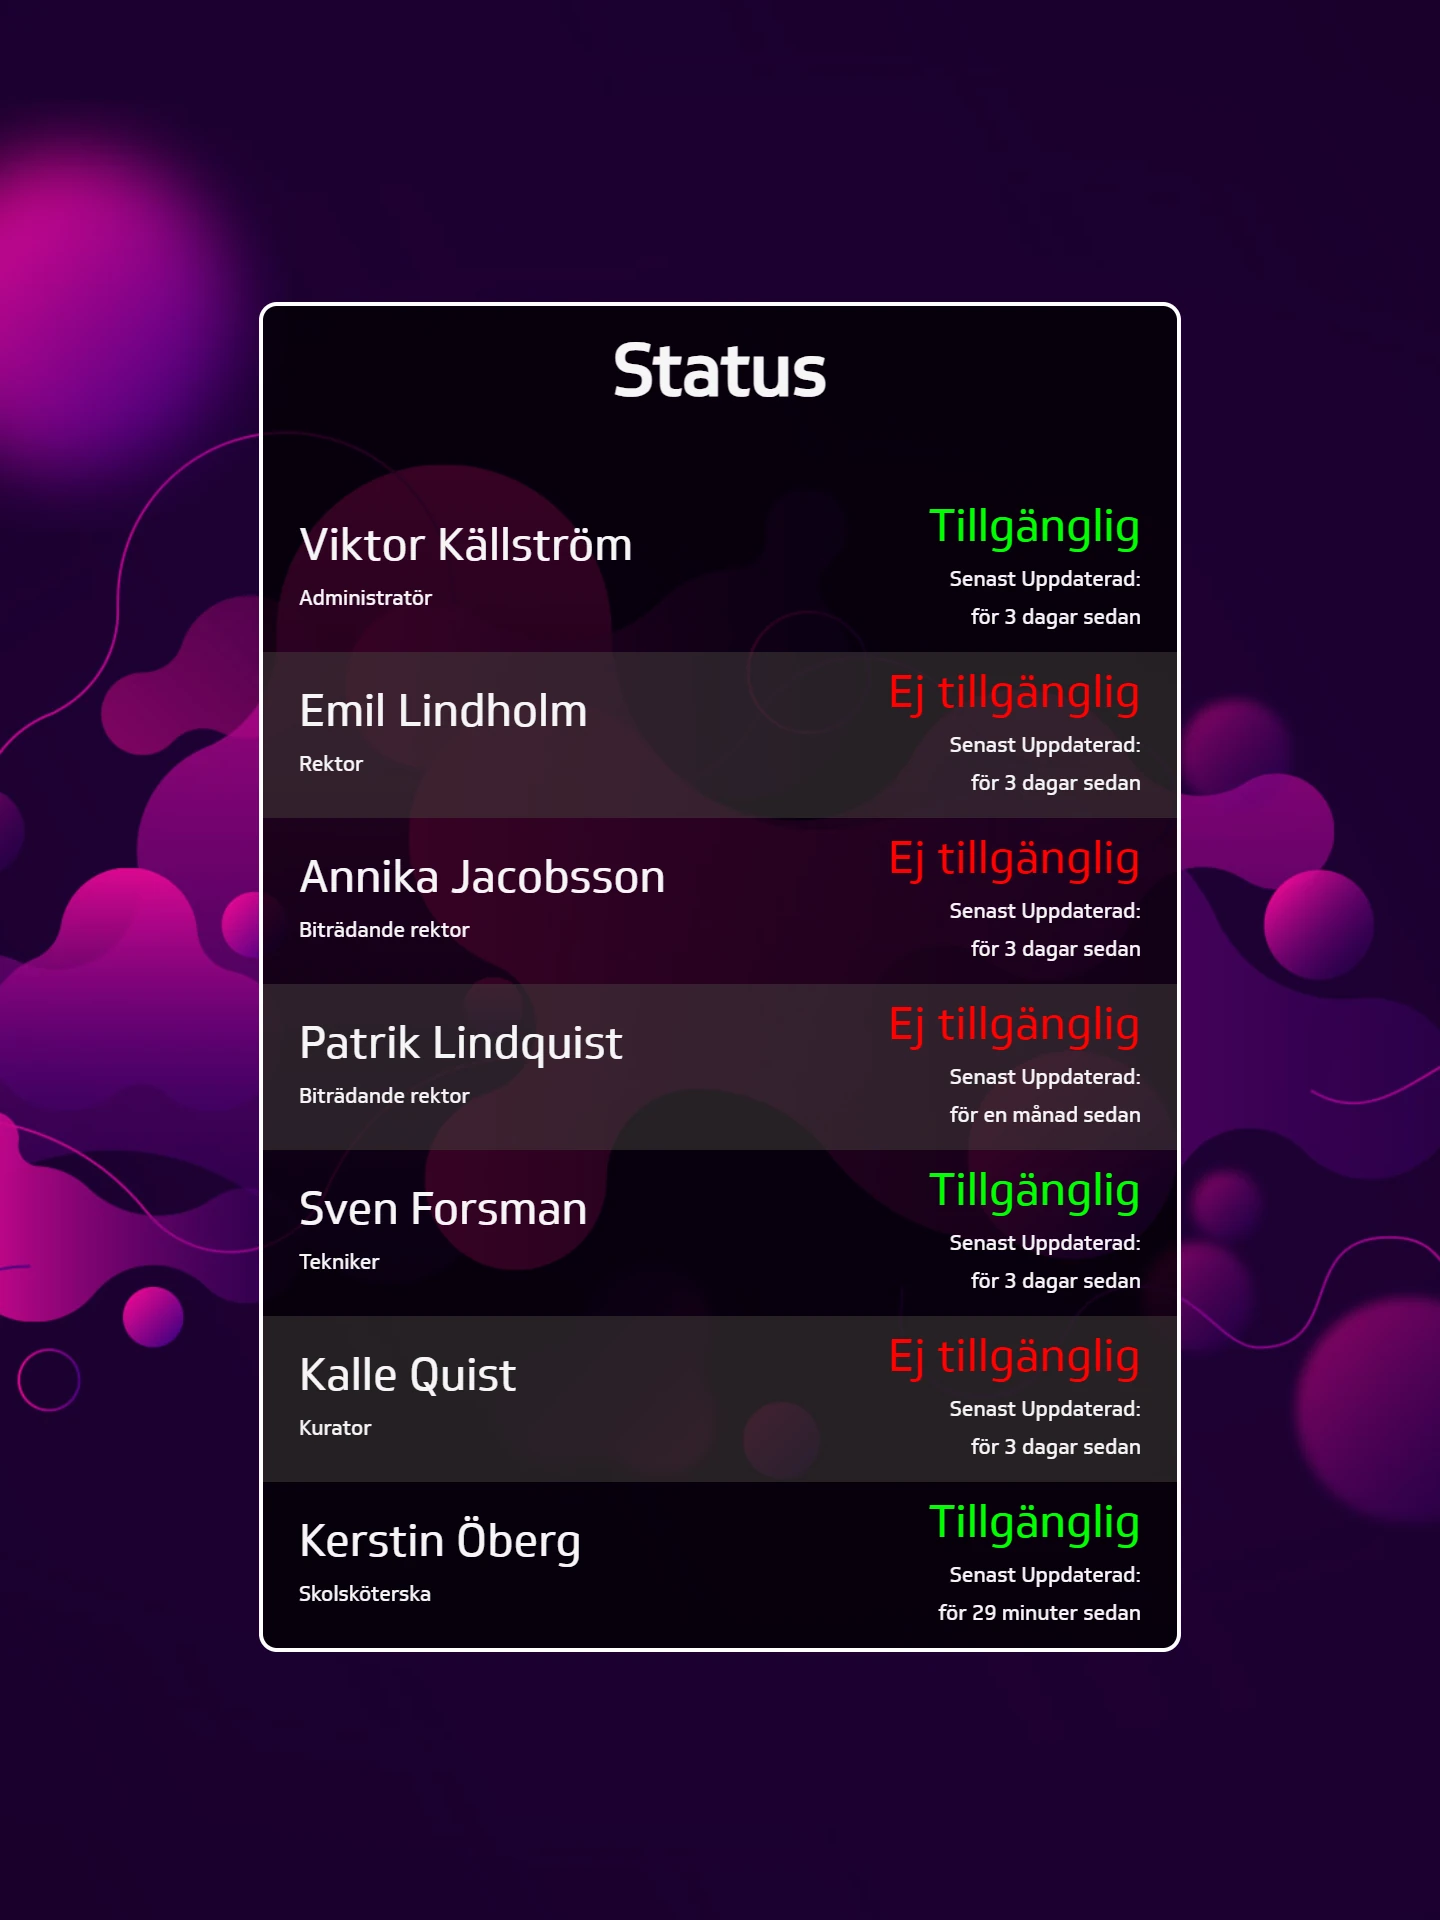 Status
Viktor Källström
Administratör
Tillgänglig
Senast Uppdaterad:
för 3 dagar sedan
Emil Lindholm
Rektor
Ej tillgänglig
Senast Uppdaterad:
för 3 dagar sedan
Annika Jacobsson
Biträdande rektor
Ej tillgänglig
Senast Uppdaterad:
för 3 dagar sedan
Patrik Lindquist
Biträdande rektor
Ej tillgänglig
Senast Uppdaterad:
för en månad sedan
Sven Forsman
Tekniker
Tillgänglig
Senast Uppdaterad:
för 3 dagar sedan
Kalle Quist
Kurator
Ej tillgänglig
Senast Uppdaterad:
för 3 dagar sedan
Kerstin Öberg
Skolsköterska
Tillgänglig
Senast Uppdaterad:
för 29 minuter sedan